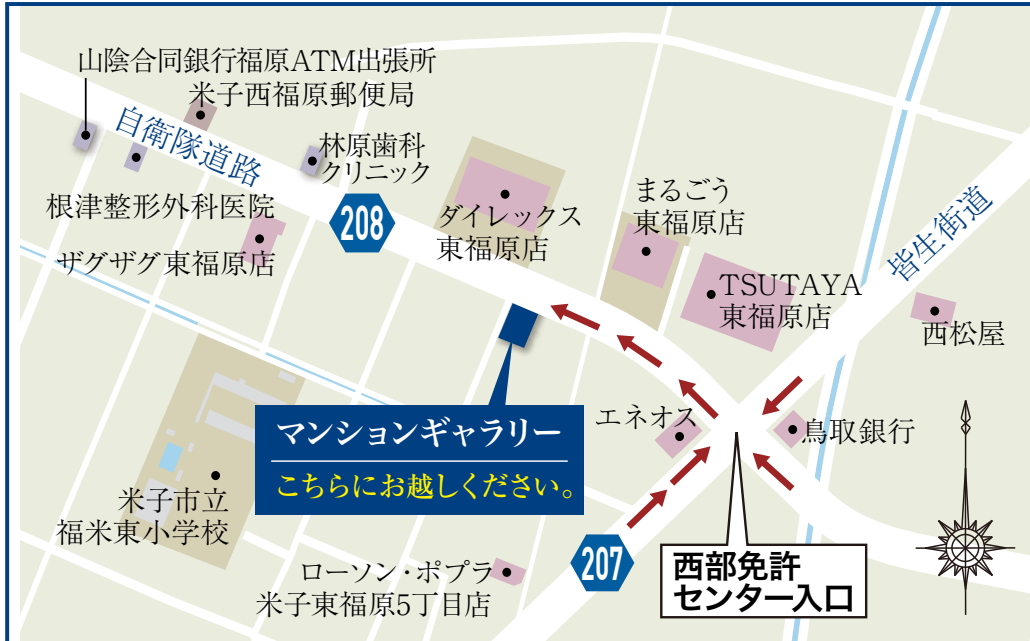 山陰合同銀行福原ATM出張所
米子西福原郵便局
自衛隊道路
林原歯科
クリニック
根津整形外科医院
208
ザグザグ東福原店
ダイレックス
東福原店
まるごう
東福原店
皆生街道
TSUTAYA
東福原店
西松屋
マンションギャラリー
こちらにお越しください。
エネオス
鳥取銀行
米子市立
福米東小学校
ローソン・ポプラ
米子東福原5丁目店
207
西部免許
センター入口